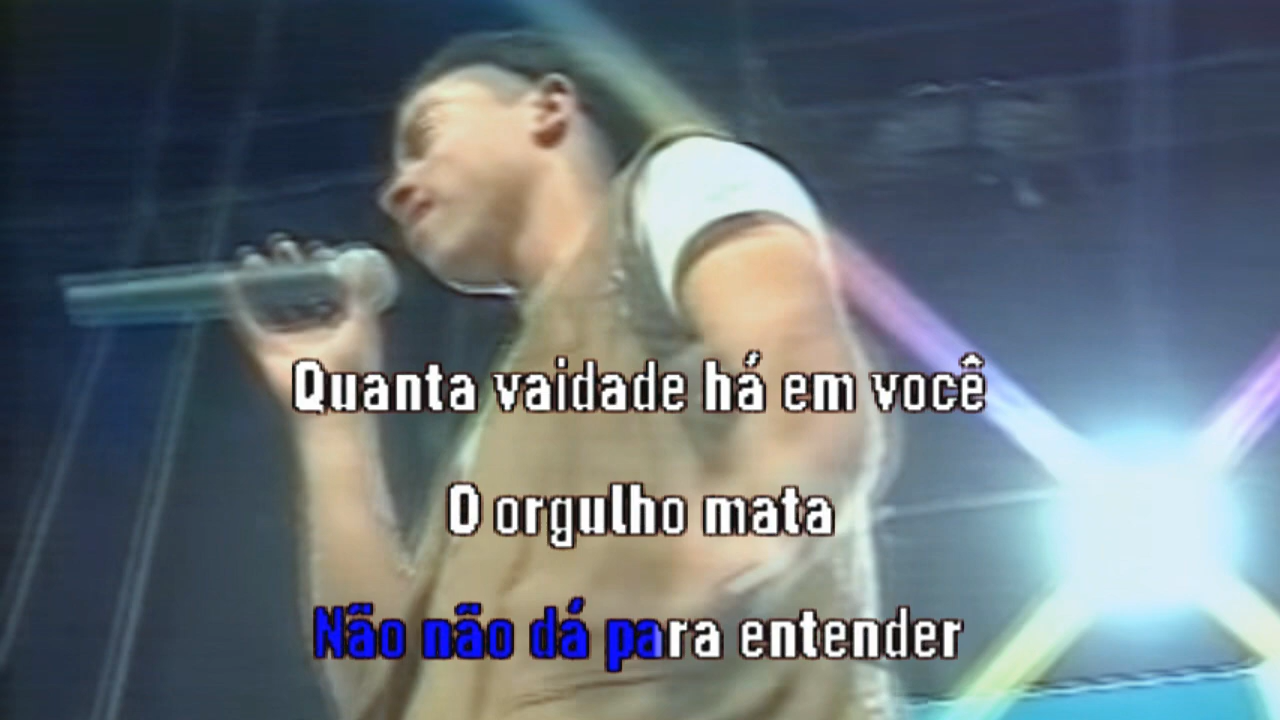 Quanta vaidade há em você
O orgulho mata
Não não dá para entender